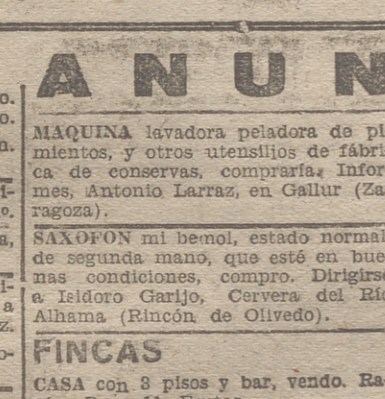 ANUN
MAQUINA lavadora peladora de pi
mientos, y otros utensilios de fábri
ca de conservas, compraría. Infor
mes, Antonio Larraz, en Gallur (Za
ragoza).
SAXOFON mi bemol, estado normal
de segunda mano, que esté en bue
nas condiciones, compro. Dirigirse
a Isidoro Garijo, Cervera del Río
Alhama (Rincón de Olivedo).
FINCAS
CASA con 3 pisos y bar, vendo. Ra